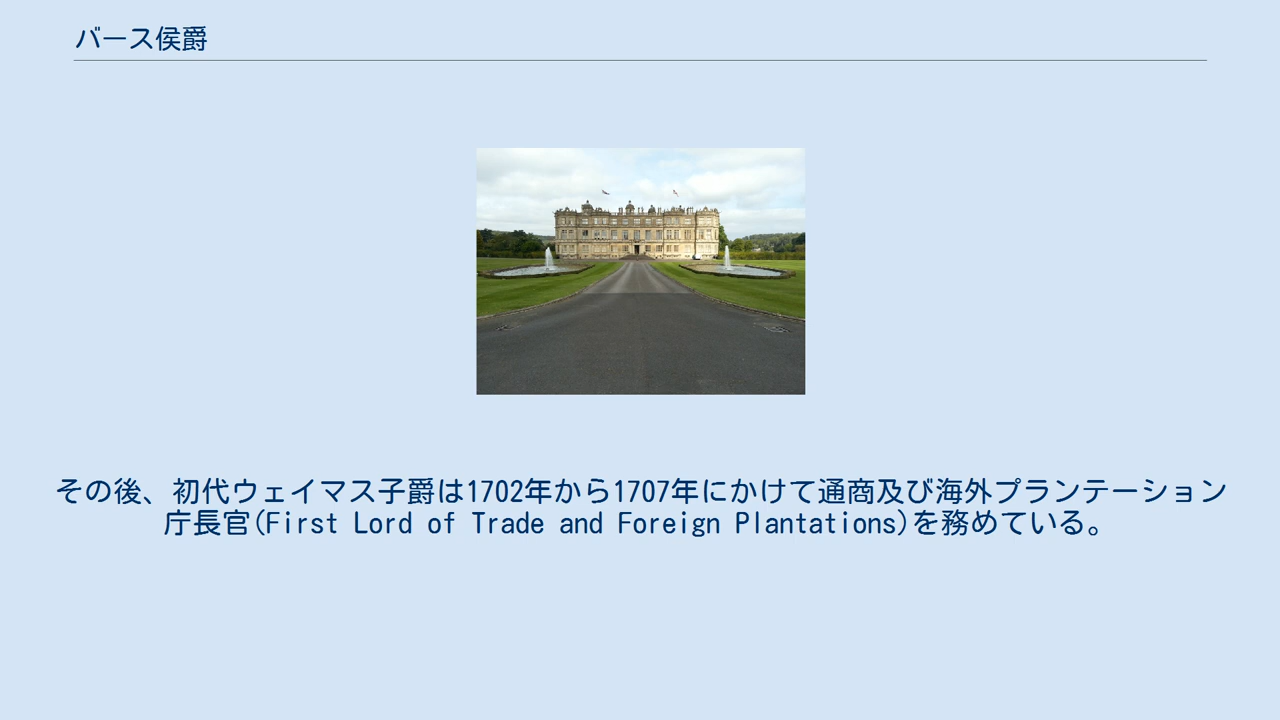 バース侯爵
その後、初代ウェイマス子爵は1702年から1707年にかけて通商及び海外プランテーション
庁長官(First Lord of Trade and Foreign Plantations)を務めている。